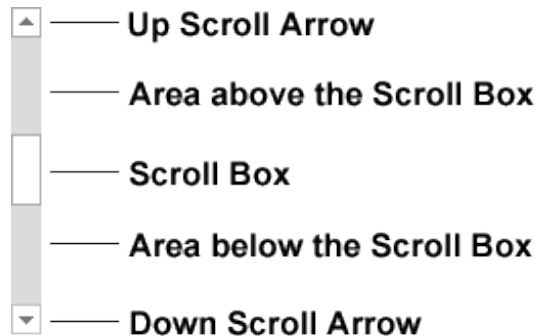 Up Scroll Arrow
Area above the Scroll Box
Scroll Box
Area below the Scroll Box
Down Scroll Arrow